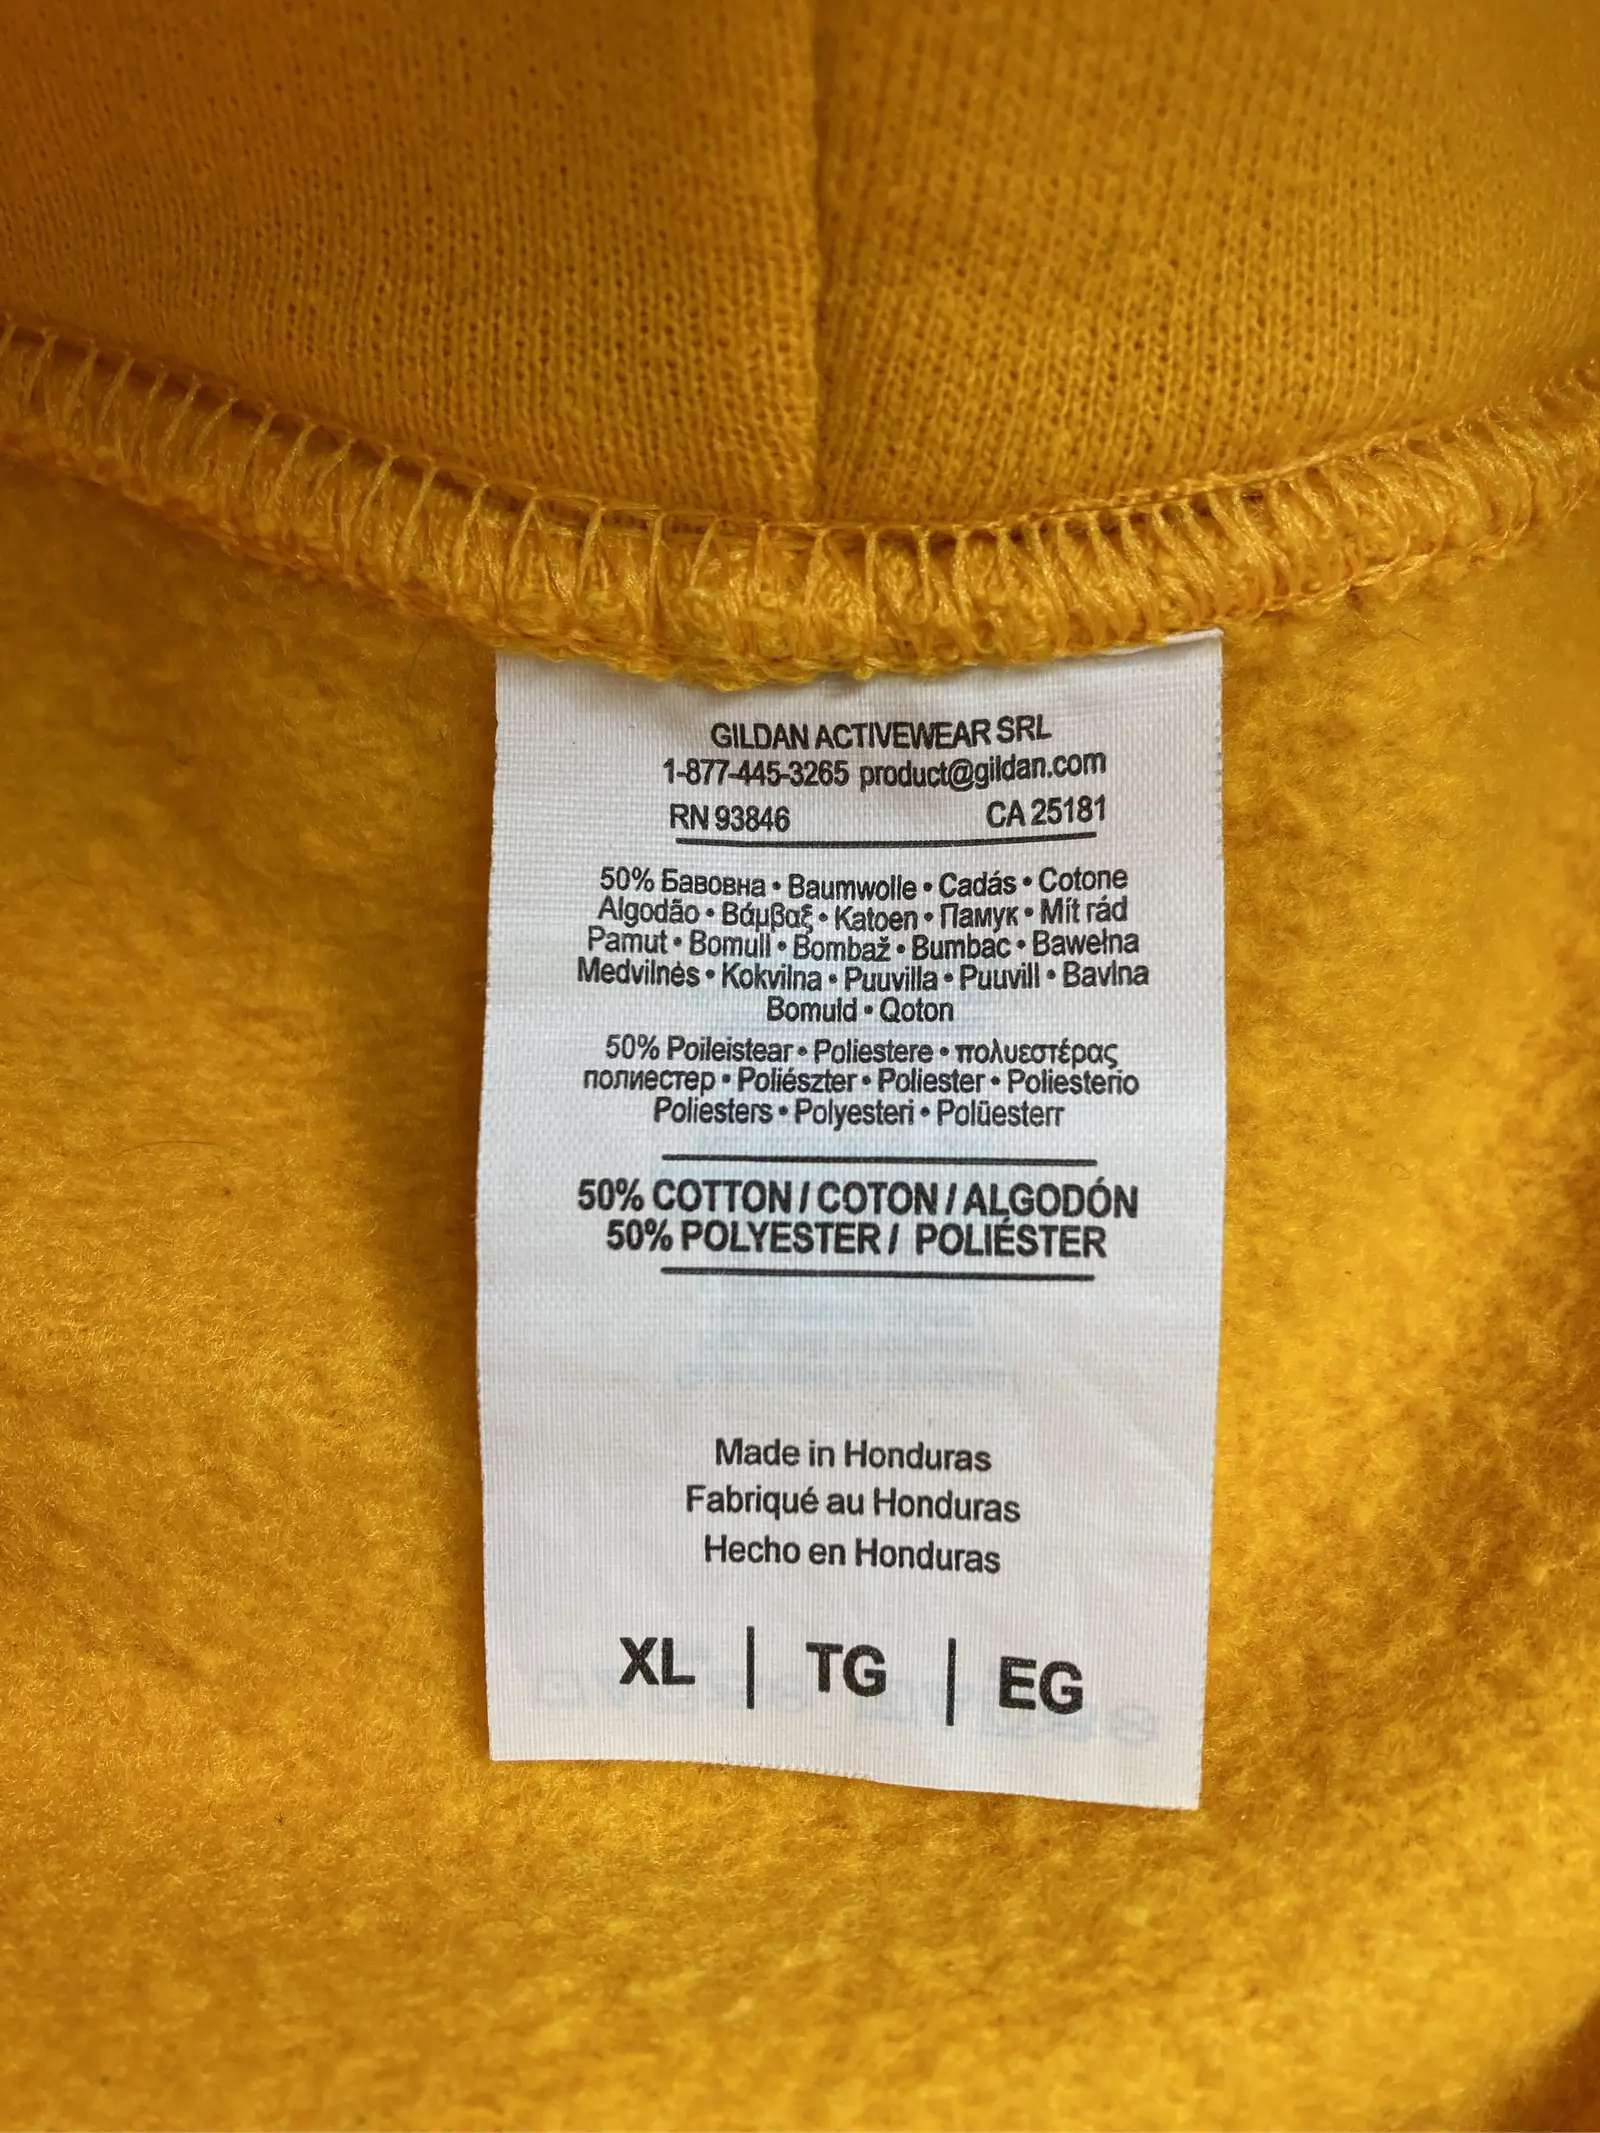 GILDAN ACTIVEWEAR SRL
1-877-445-3265 product@gildan.com
RN 93846 CA 25181
50% Бавовна • Baumwolle • Cadás • Cotone
Algodão • Βάμβαξ • Katoen • Памук • Mít rád
Pamut • Bomull • Bombaž • Bumbac • Bawełna
Medvilnės • Kokvilna • Puuvilla • Puuvill • Bavlna
Bomuld • Qoton
50% Poileistear • Poliestere • πολυεστέρας
полиестер • Poliészter • Poliester • Poliesterio
Poliesters • Polyesteri • Polüesterr
50% COTTON / COTON / ALGODÓN
50% POLYESTER / POLIÉSTER
Made in Honduras
Fabriqué au Honduras
Hecho en Honduras
XL | TG | EG